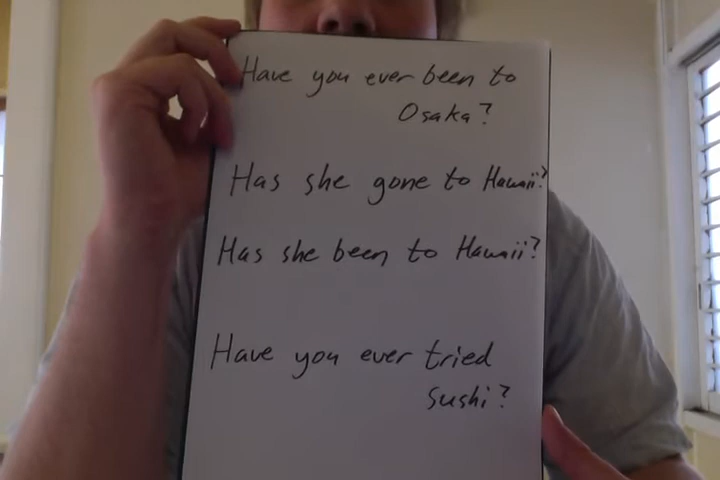 Have you ever been to
Osaka?
Has she gone to Hawaii?
Has she been to Hawaii?
Have you ever tried
sushi?